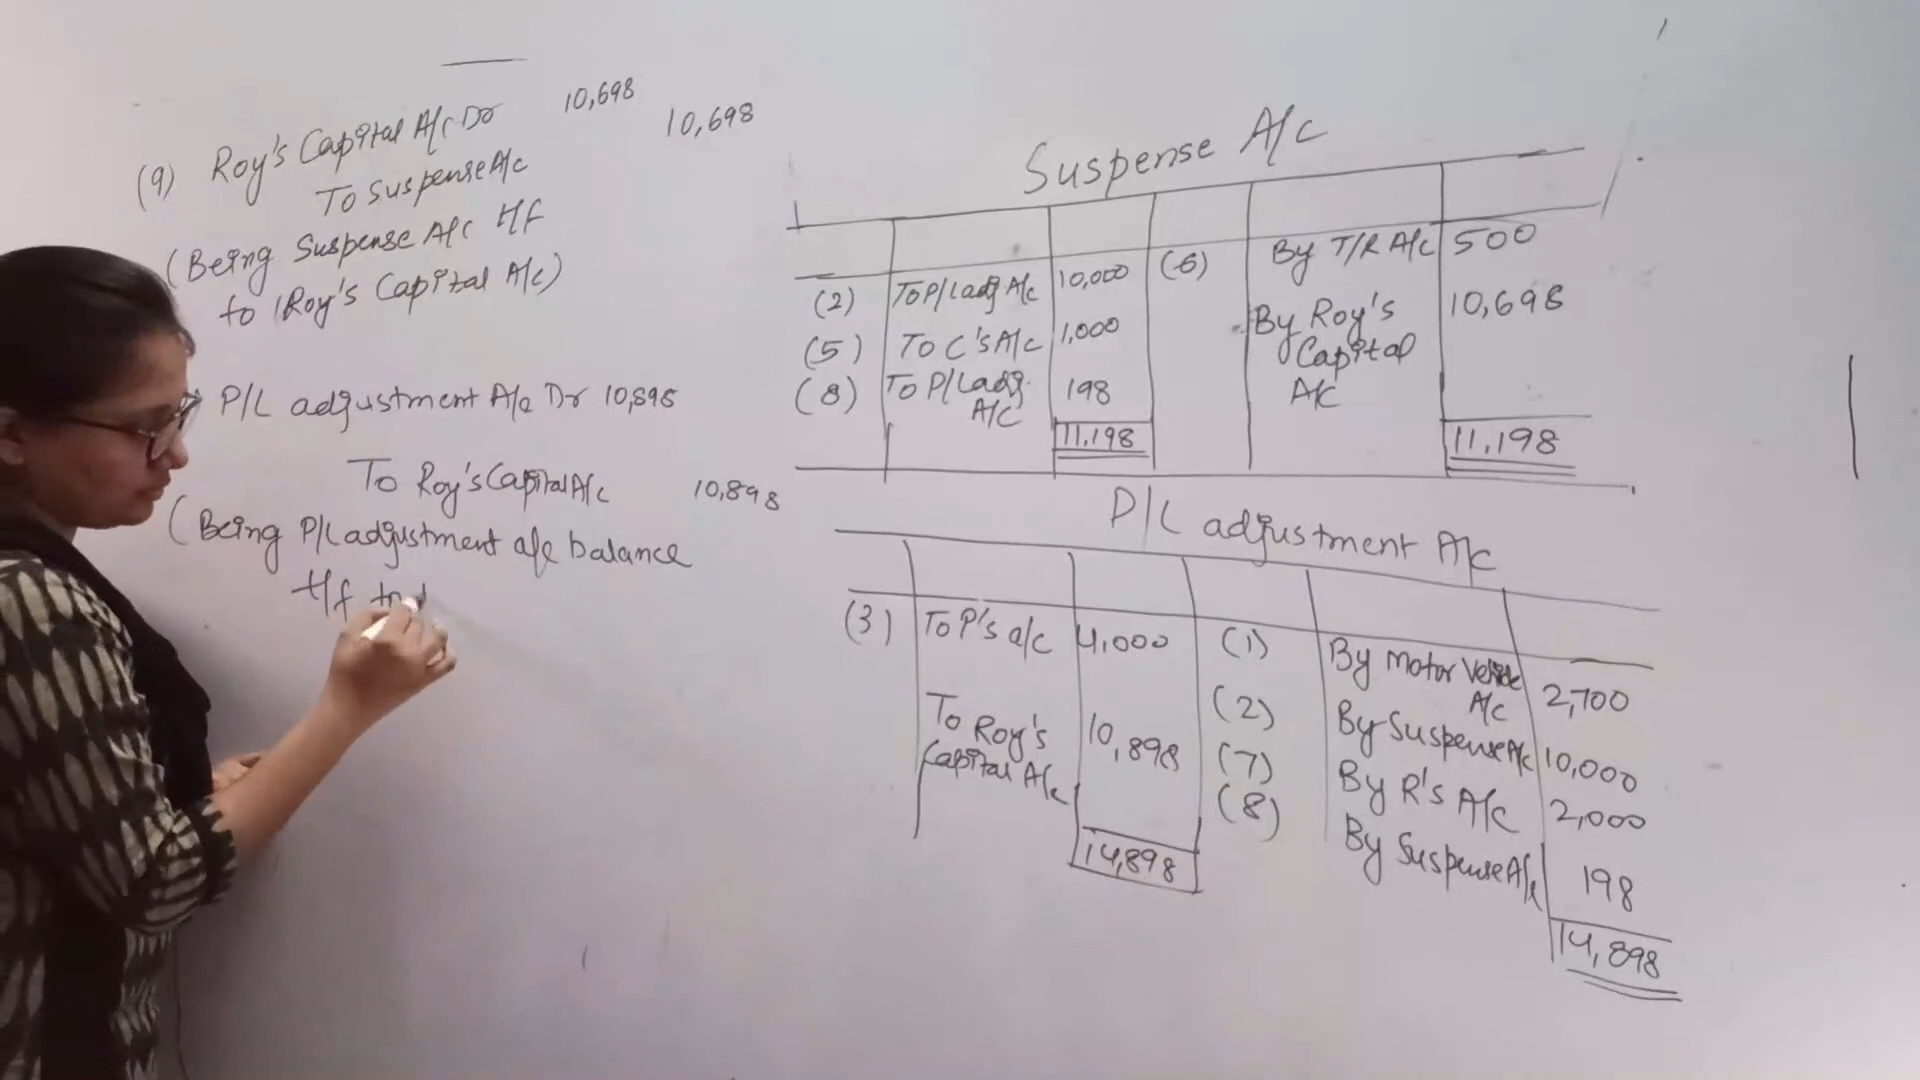 (9) Roy's Capital A/c Dr 10,698
To Suspense A/c 10,698
(Being Suspense A/c t/f
to Roy's Capital A/c)
P/L adjustment A/c Dr 10,898
To Roy's Capital A/c 10,898
(Being P/L adjustment a/c balance
t/f to
Suspense A/c
(2) To P/L adj. A/c 10,000 (6) By T/R A/c 500
(5) To C's A/c 1,000 By Roy's Capital A/c 10,698
(8) To P/L adj. A/c 198
11,198 11,198
P/L adjustment A/c
(3) To P's a/c 4,000 (1) By Motor Vehicle A/c 2,700
To Roy's Capital A/c 10,898 (2) By Suspense A/c 10,000
(7) By R's A/c 2,000
(8) By Suspense A/c 198
14,898 14,898